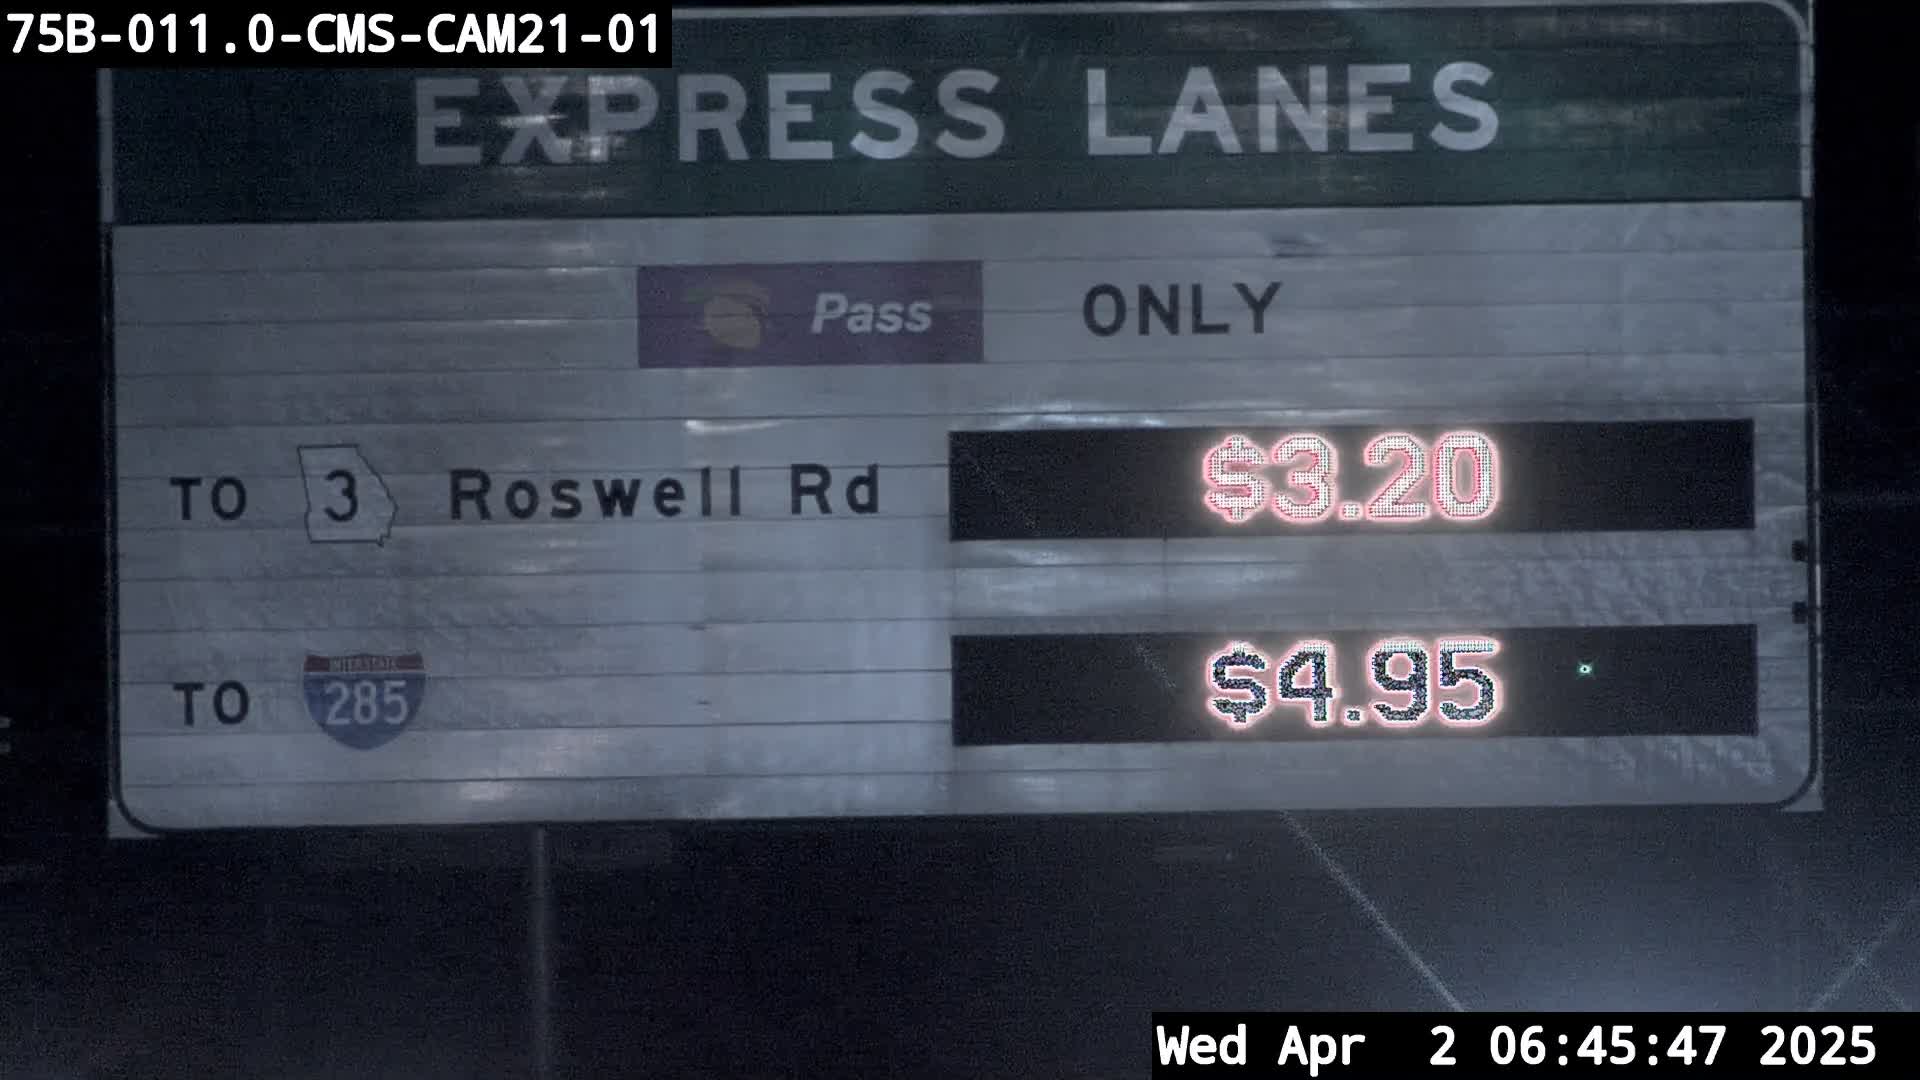 75B-011.0-CMS-CAM21-01
EXPRESS LANES
Pass ONLY
TO 3 Roswell Rd $3.20
INTERSTATE
TO 285 $4.95
Wed Apr 2 06:45:47 2025